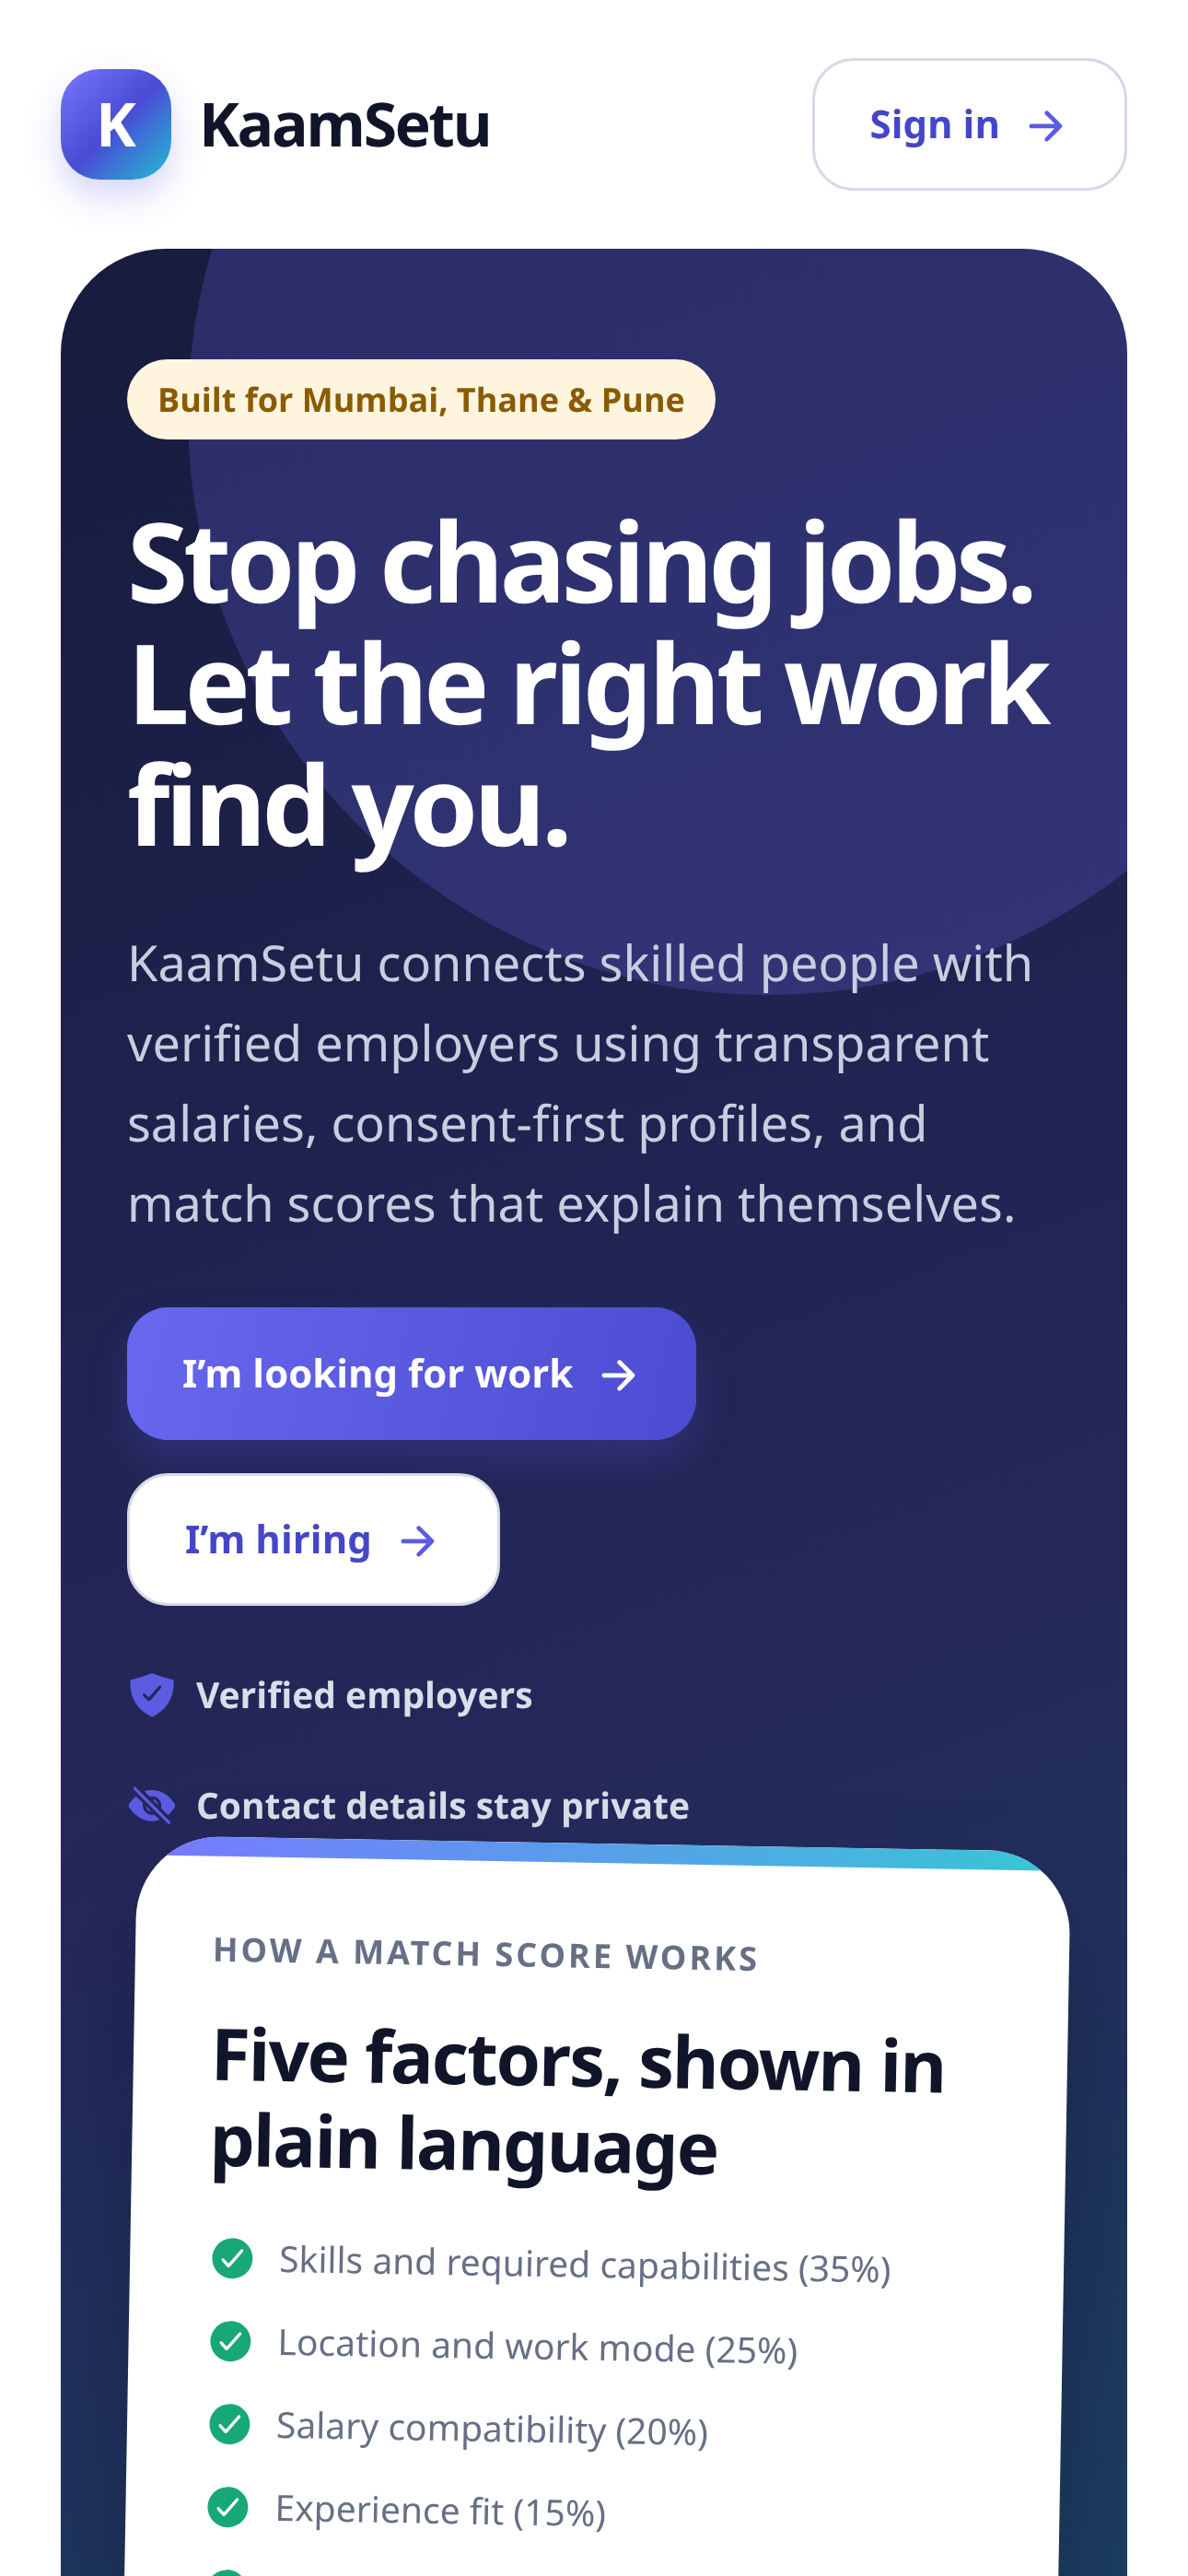 K
KaamSetu
Sign in
Built for Mumbai, Thane & Pune
Stop chasing jobs.
Let the right work
find you.
KaamSetu connects skilled people with
verified employers using transparent
salaries, consent-first profiles, and
match scores that explain themselves.
I’m looking for work
I’m hiring
Verified employers
Contact details stay private
HOW A MATCH SCORE WORKS
Five factors, shown in
plain language
Skills and required capabilities (35%)
Location and work mode (25%)
Salary compatibility (20%)
Experience fit (15%)